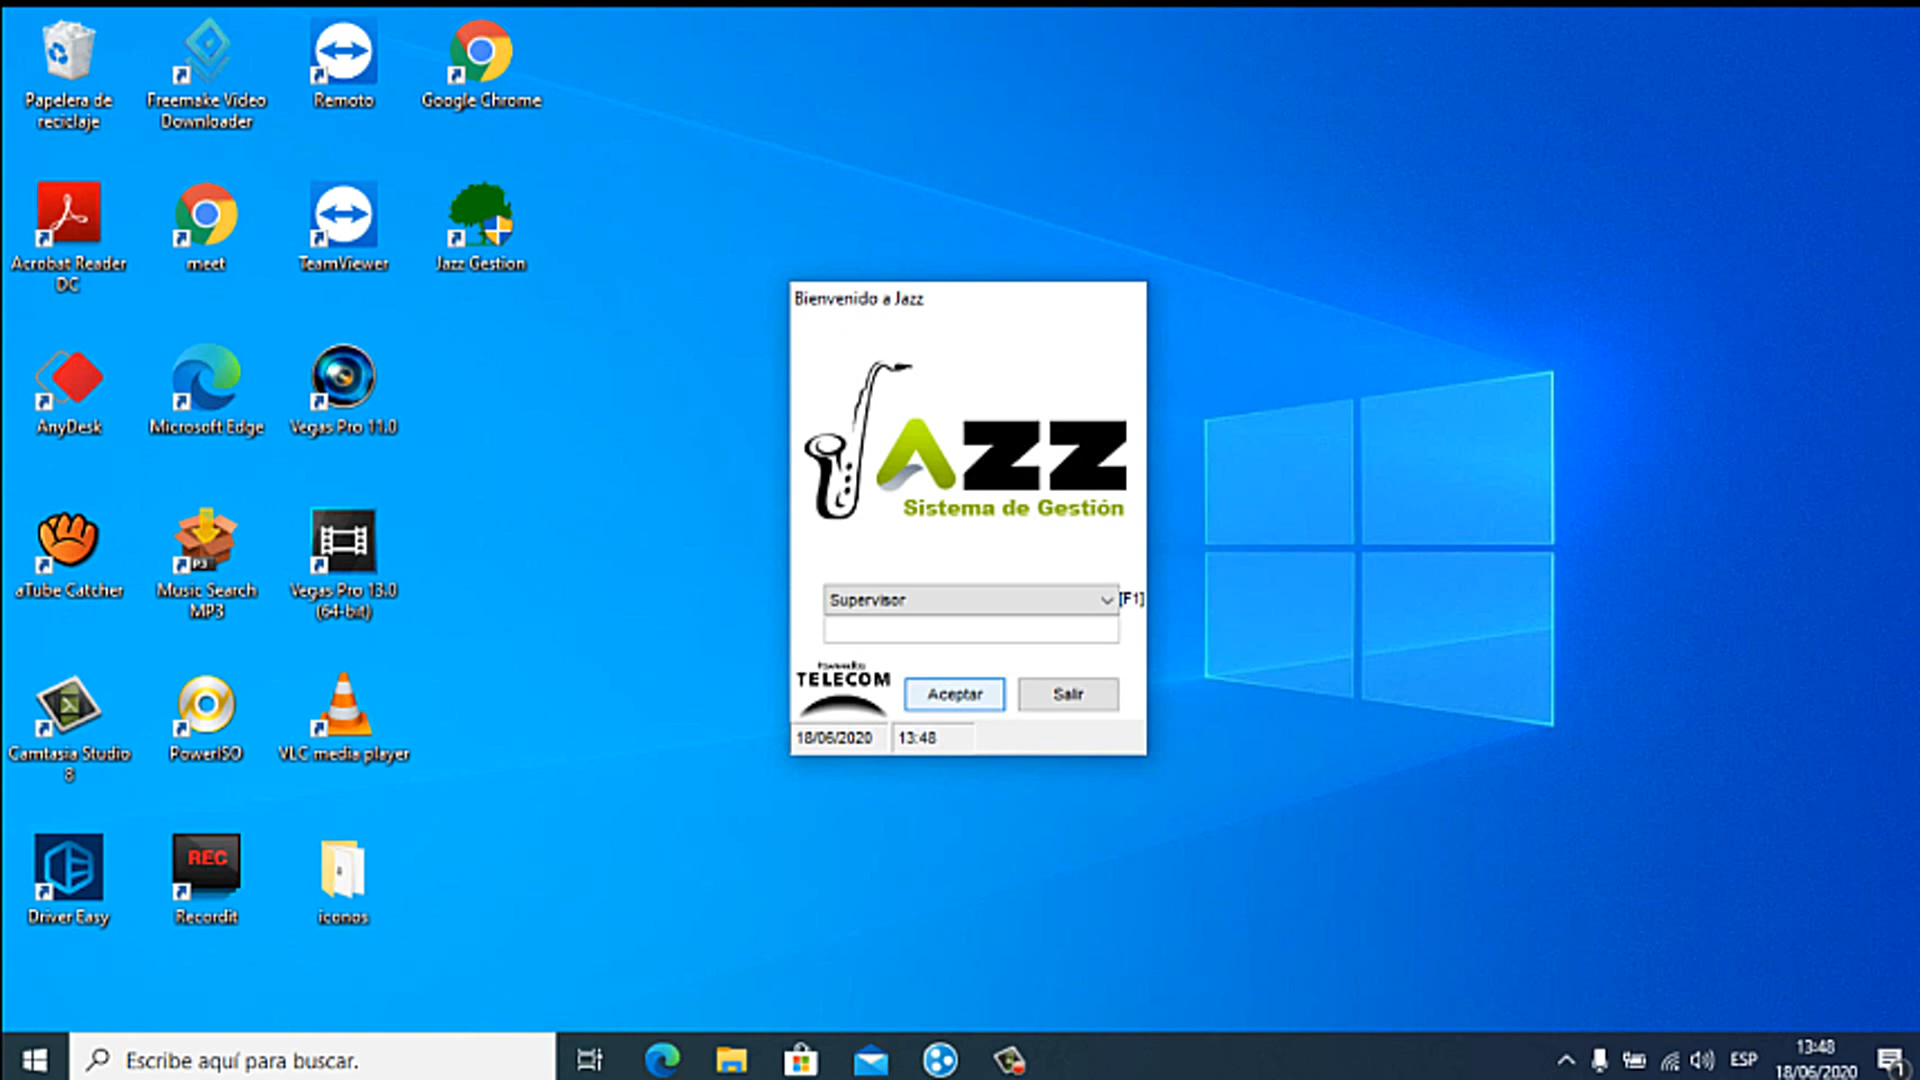 Papelera de
reciclaje
Freemake Video
Downloader
Remoto
Google Chrome
Acrobat Reader
DC
meet
TeamViewer
Jazz Gestion
AnyDesk
Microsoft Edge
Vegas Pro 11.0
aTube Catcher
Music Search
MP3
Vegas Pro 13.0
(64-bit)
Camtasia Studio
8
PowerISO
VLC media player
Driver Easy
REC
Recordit
iconos
Bienvenido a Jazz
AZZ
Sistema de Gestión
Supervisor
[F1]
TELECOM
Aceptar
Salir
18/06/2020
13:48
Escribe aquí para buscar.
ESP
13:48
18/06/2020
1